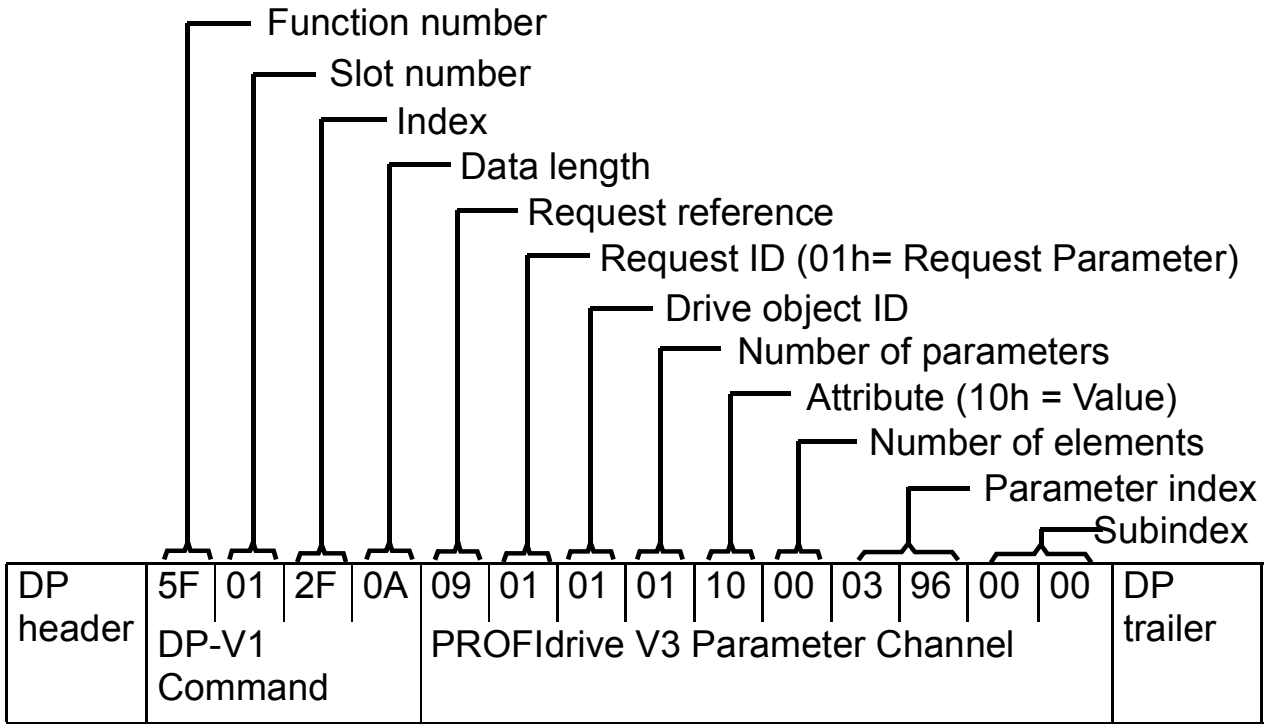 Function number
Slot number
Index
Data length
Request reference
Request ID (01h= Request Parameter)
Drive object ID
Number of parameters
Attribute (10h = Value)
Number of elements
Parameter index
Subindex
DP header
5F 01 2F 0A 09 01 01 01 10 00 03 96 00 00
DP trailer
DP-V1
Command
PROFIdrive V3 Parameter Channel